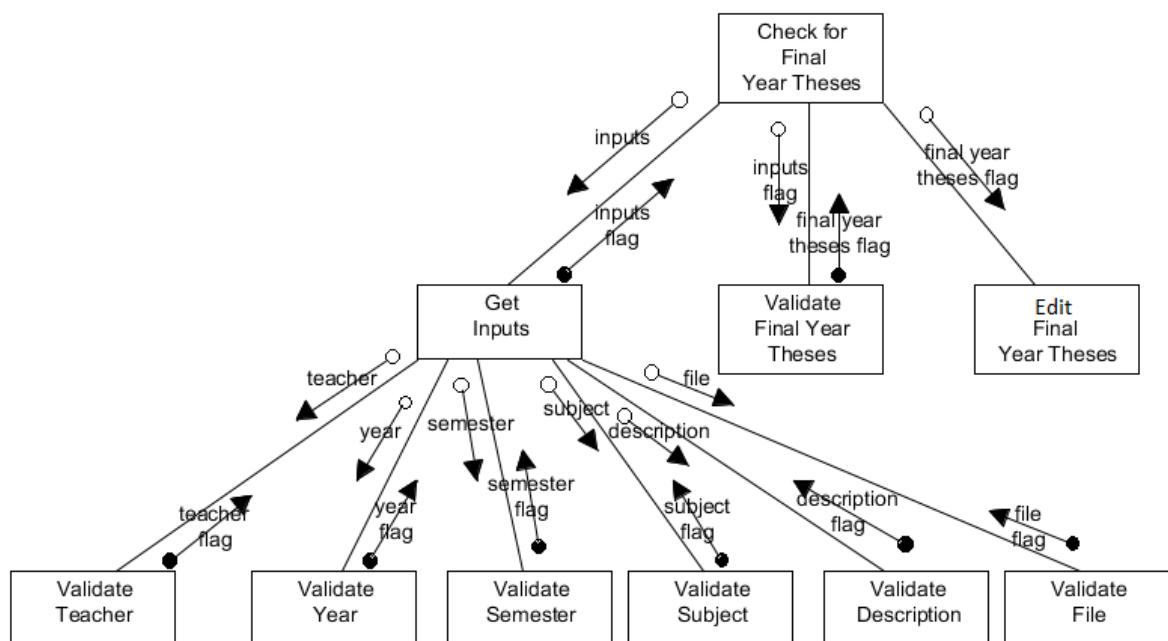 Check for
Final
Year Theses
inputs
inputs
flag
inputs
flag
final year
theses flag
final year
theses flag
Get
Inputs
Validate
Final Year
Theses
Edit
Final
Year Theses
teacher
year
semester
subject
description
file
teacher
flag
year
flag
semester
flag
subject
flag
description
flag
file
flag
Validate
Teacher
Validate
Year
Validate
Semester
Validate
Subject
Validate
Description
Validate
File